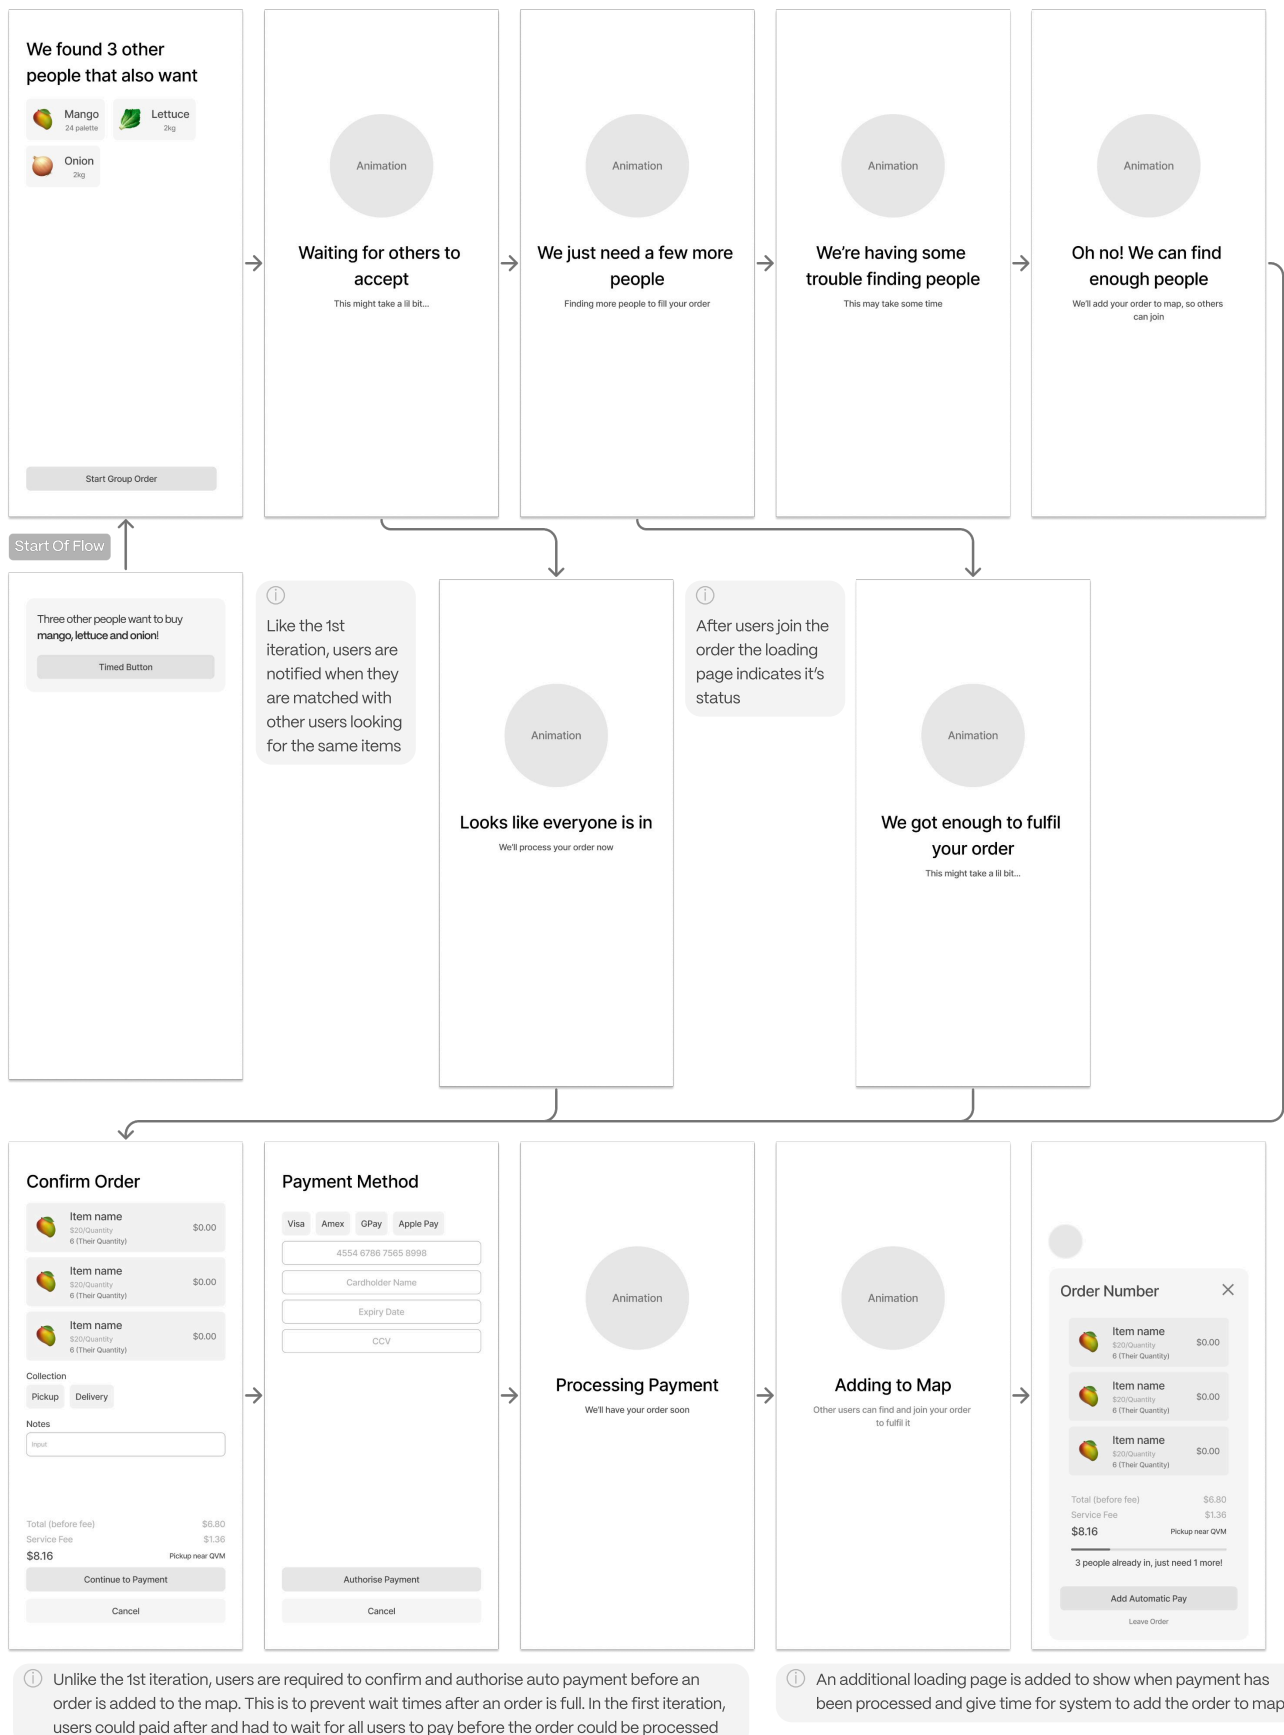 We found 3 other
people that also want
Mango
24 palette
Lettuce
2kg
Onion
2kg
Start Group Order
Animation
Waiting for others to
accept
This might take a lil bit...
Animation
We just need a few more
people
Finding more people to fill your order
Animation
We're having some
trouble finding people
This may take some time
Animation
Oh no! We can find
enough people
We'll add your order to map, so others
can join
Start Of Flow
Three other people want to buy
mango, lettuce and onion!
Timed Button
Like the 1st
iteration, users are
notified when they
are matched with
other users looking
for the same items
Animation
Looks like everyone is in
We'll process your order now
After users join the
order the loading
page indicates it's
status
Animation
We got enough to fulfil
your order
This might take a lil bit...
Confirm Order
Item name
$20/Quantity
6 (Their Quantity)
$0.00
Item name
$20/Quantity
6 (Their Quantity)
$0.00
Item name
$20/Quantity
6 (Their Quantity)
$0.00
Collection
Pickup Delivery
Notes
Input
Total (before fee) $6.80
Service Fee $1.36
$8.16 Pickup near QVM
Continue to Payment
Cancel
Payment Method
Visa Amex GPay Apple Pay
4554 6786 7565 8998
Cardholder Name
Expiry Date
CCV
Authorise Payment
Cancel
Animation
Processing Payment
We'll have your order soon
Animation
Adding to Map
Other users can find and join your order
to fulfil it
Order Number
Item name
$20/Quantity
6 (Their Quantity)
$0.00
Item name
$20/Quantity
6 (Their Quantity)
$0.00
Item name
$20/Quantity
6 (Their Quantity)
$0.00
Total (before fee) $6.80
Service Fee $1.36
$8.16 Pickup near QVM
3 people already in, just need 1 more!
Add Automatic Pay
Leave Order
Unlike the 1st iteration, users are required to confirm and authorise auto payment before an
order is added to the map. This is to prevent wait times after an order is full. In the first iteration,
users could paid after and had to wait for all users to pay before the order could be processed
An additional loading page is added to show when payment has
been processed and give time for system to add the order to map